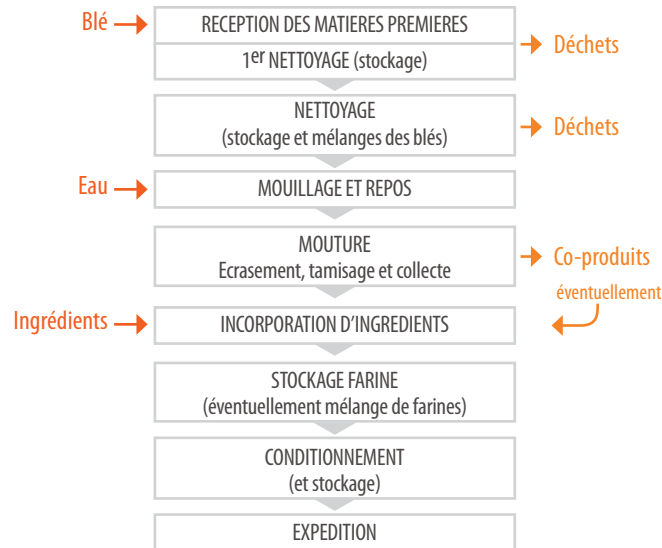 Blé
RECEPTION DES MATIERES PREMIERES
1er NETTOYAGE (stockage)
Déchets
NETTOYAGE
(stockage et mélanges des blés)
Déchets
Eau
MOUILLAGE ET REPOS
MOUTURE
Ecrasement, tamisage et collecte
Co-produits
éventuellement
Ingrédients
INCORPORATION D'INGREDIENTS
STOCKAGE FARINE
(éventuellement mélange de farines)
CONDITIONNEMENT
(et stockage)
EXPEDITION